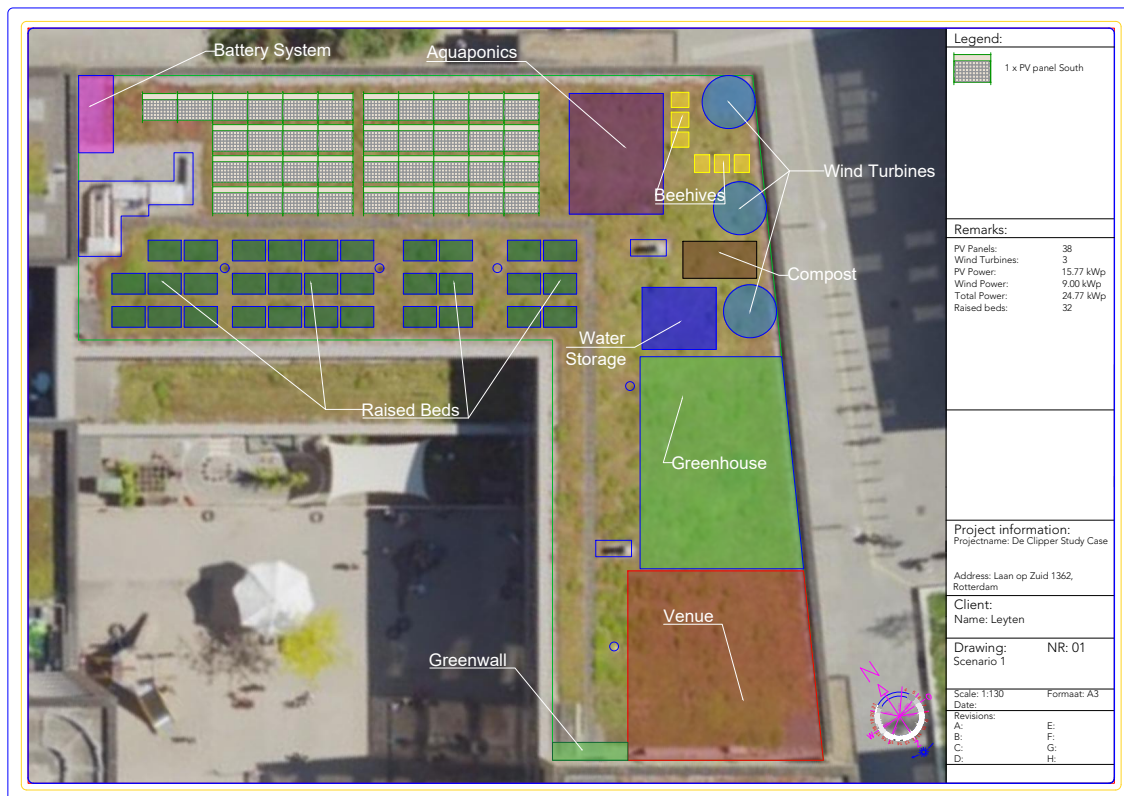 Battery System
Aquaponics
Beehives
Wind Turbines
Compost
Water
Storage
Raised Beds
Greenhouse
Venue
Greenwall
N
Legend:
1 x PV panel South
Remarks:
PV Panels: 38
Wind Turbines: 3
PV Power: 15.77 kWp
Wind Power: 9.00 kWp
Total Power: 24.77 kWp
Raised beds: 32
Project information:
Projectname: De Clipper Study Case
Address: Laan op Zuid 1362,
Rotterdam
Client:
Name: Leyten
Drawing: NR: 01
Scenario 1
Scale: 1:130 Formaat: A3
Date:
Revisions:
A: E:
B: F:
C: G:
D: H: